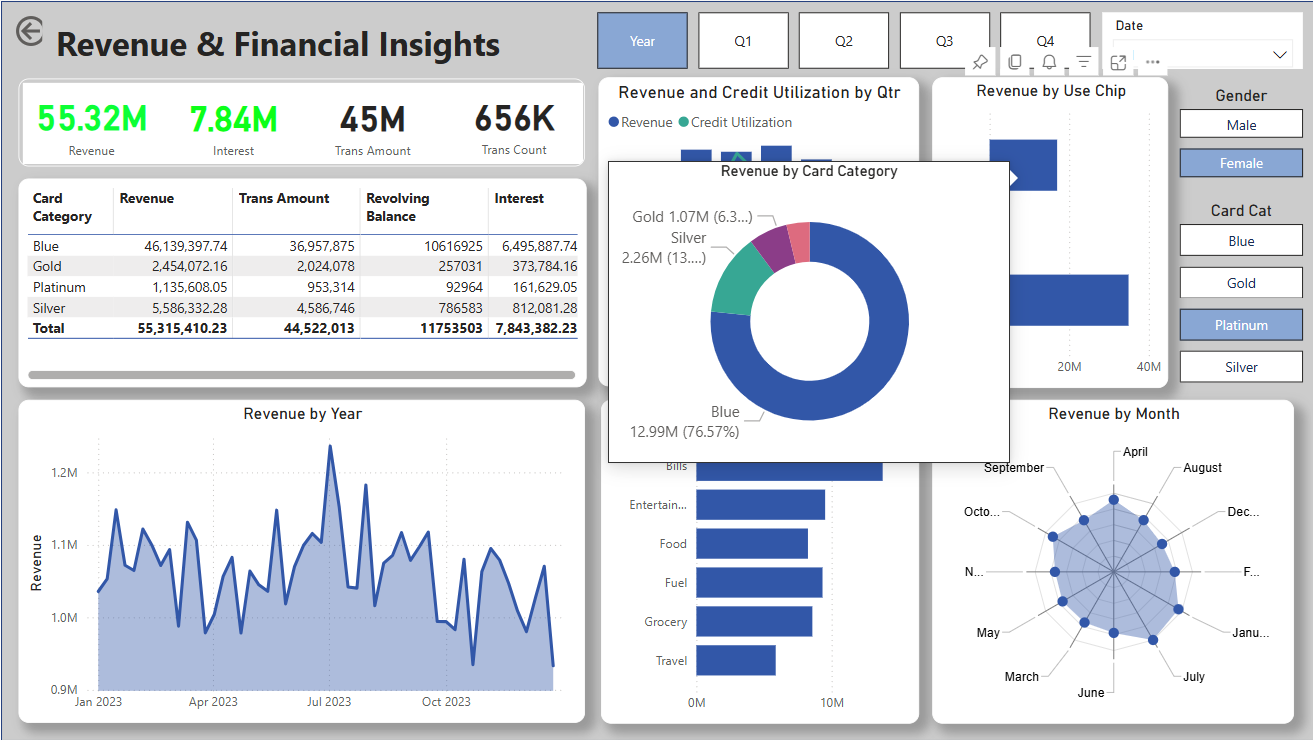 Revenue & Financial Insights
Year
Q1
Q2
Q3
Q4
Date
55.32M
Revenue
7.84M
Interest
45M
Trans Amount
656K
Trans Count
Card Category Revenue Trans Amount Revolving Balance Interest
Blue 46,139,397.74 36,957,875 10616925 6,495,887.74
Gold 2,454,072.16 2,024,078 257031 373,784.16
Platinum 1,135,608.05 953,314 92964 161,629.05
Silver 5,586,332.28 4,586,746 786583 812,081.28
Total 55,315,410.23 44,522,013 11753503 7,843,382.23
Revenue and Credit Utilization by Qtr
Revenue Credit Utilization
Revenue by Card Category
Gold 1.07M (6.3...)
Silver
2.26M (13....)
Blue
12.99M (76.57%)
Revenue by Use Chip
20M 40M
Gender
Male
Female
Card Cat
Blue
Gold
Platinum
Silver
Revenue by Year
Revenue
1.2M
1.1M
1.0M
0.9M
Jan 2023 Apr 2023 Jul 2023 Oct 2023
Bills
Entertain...
Food
Fuel
Grocery
Travel
0M 10M
Revenue by Month
April
August
Dec...
F...
Janu...
July
June
March
May
N...
Octo...
September